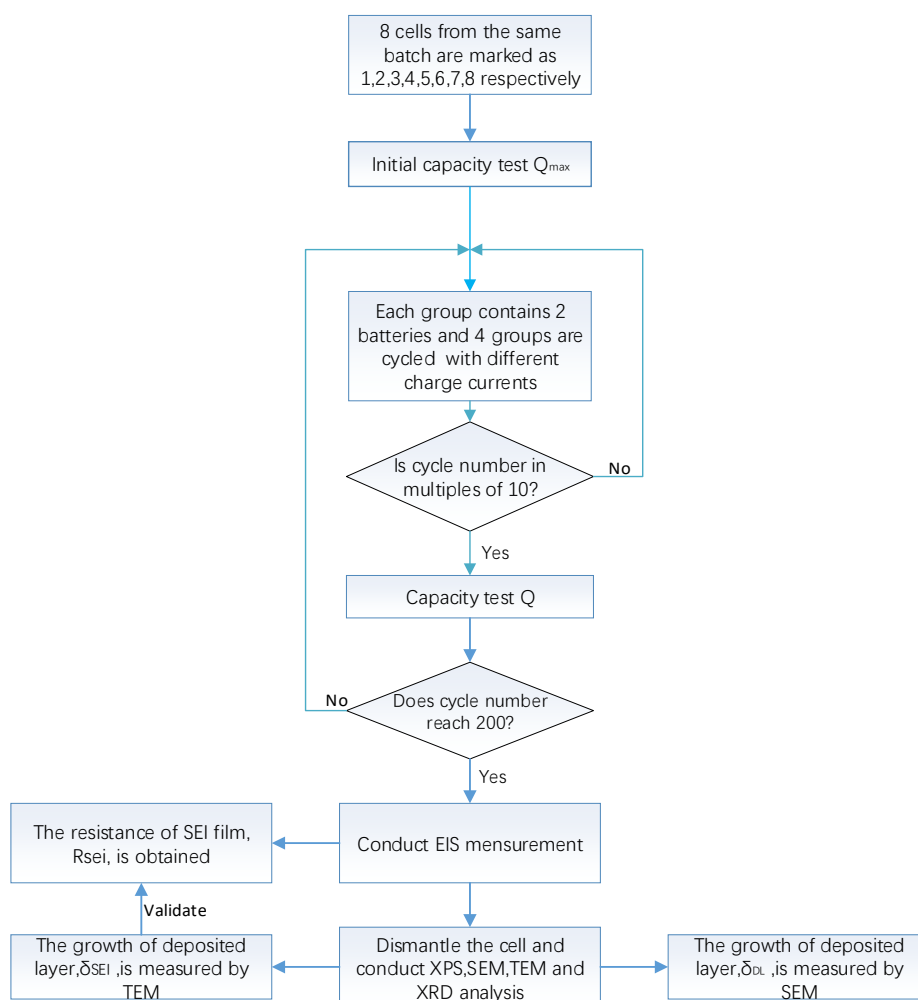 8 cells from the same
batch are marked as
1,2,3,4,5,6,7,8 respectively
Initial capacity test Qmax
Each group contains 2
batteries and 4 groups are
cycled with different
charge currents
Is cycle number in
multiples of 10?
No
Yes
Capacity test Q
Does cycle number
reach 200?
No
Yes
The resistance of SEI film,
Rsei, is obtained
Conduct EIS mensurement
Validate
The growth of deposited
layer,δSEI ,is measured by
TEM
Dismantle the cell and
conduct XPS,SEM,TEM and
XRD analysis
The growth of deposited
layer,δDL ,is measured by
SEM